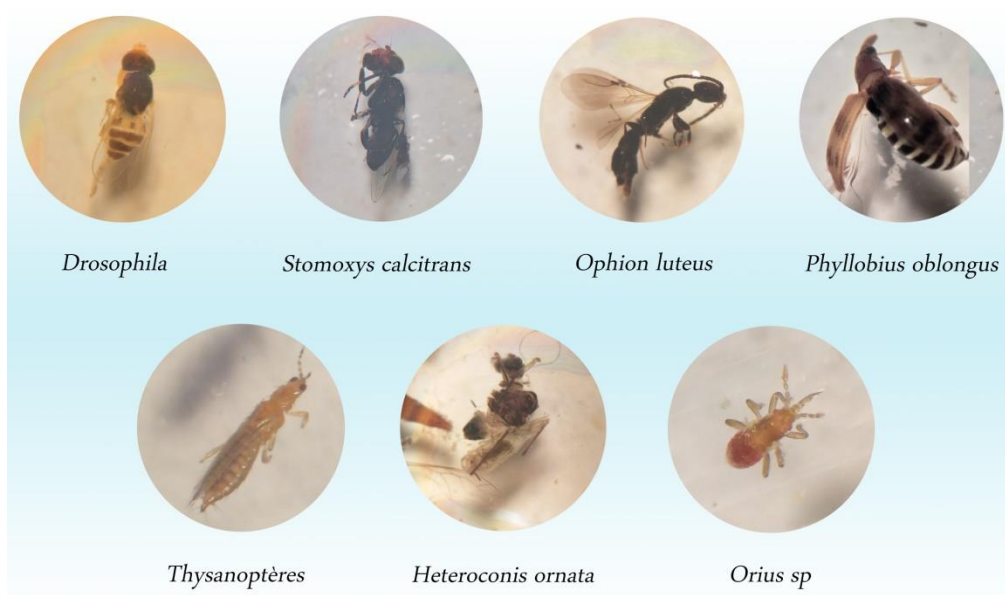 Drosophila
Stomoxys calcitrans
Ophion luteus
Phyllobius oblongus
Thysanoptères
Heteroconis ornata
Orius sp